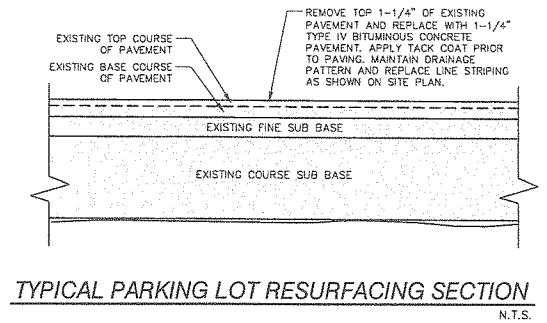 REMOVE TOP 1-1/4" OF EXISTING
PAVEMENT AND REPLACE WITH 1-1/4"
TYPE IV BITUMINOUS CONCRETE
PAVEMENT. APPLY TACK COAT PRIOR
TO PAVING. MAINTAIN DRAINAGE
PATTERN AND REPLACE LINE STRIPING
AS SHOWN ON SITE PLAN.
EXISTING TOP COURSE
OF PAVEMENT
EXISTING BASE COURSE
OF PAVEMENT
EXISTING FINE SUB BASE
EXISTING COURSE SUB BASE
TYPICAL PARKING LOT RESURFACING SECTION
N.T.S.